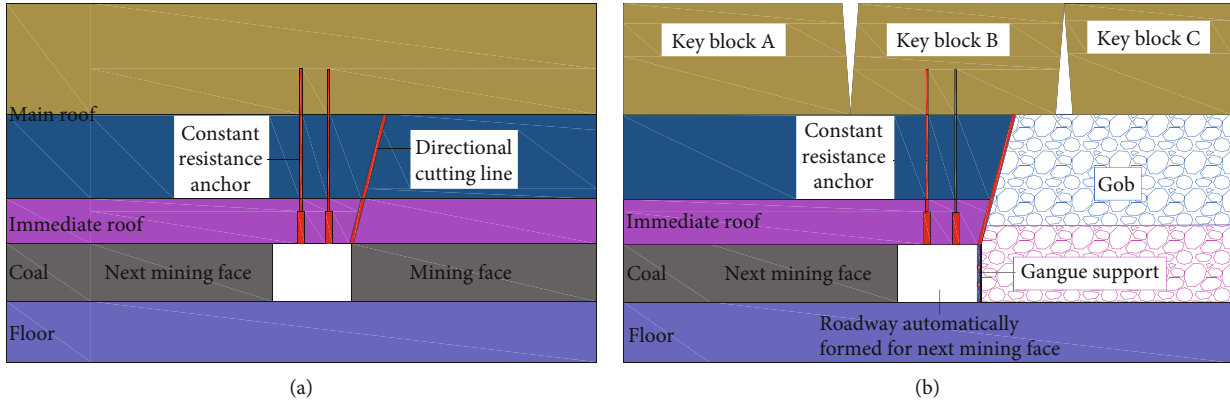 Main roof
Constant
resistance
anchor
Directional
cutting line
Immediate roof
Coal
Next mining face
Mining face
Floor
(a)
Key block A
Key block B
Key block C
Constant
resistance
anchor
Gob
Immediate roof
Coal
Next mining face
Gangue support
Floor
Roadway automatically
formed for next mining face
(b)